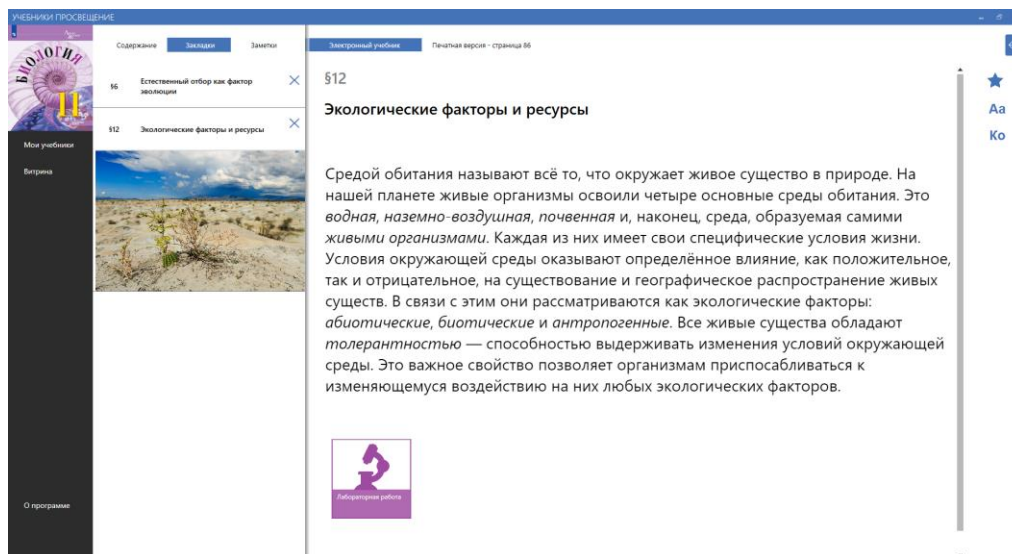 УЧЕБНИКИ ПРОСВЕЩЕНИЕ
БИОЛОГИЯ
11
Мои учебники
Витрина
О программе
Содержание
Закладки
Заметки
§6
Естественный отбор как фактор
эволюции
§12
Экологические факторы и ресурсы
Электронный учебник
Печатная версия - страница 86
§12
Экологические факторы и ресурсы
Средой обитания называют всё то, что окружает живое существо в природе. На
нашей планете живые организмы освоили четыре основные среды обитания. Это
водная, наземно-воздушная, почвенная и, наконец, среда, образуемая самими
живыми организмами. Каждая из них имеет свои специфические условия жизни.
Условия окружающей среды оказывают определённое влияние, как положительное,
так и отрицательное, на существование и географическое распространение живых
существ. В связи с этим они рассматриваются как экологические факторы:
абиотические, биотические и антропогенные. Все живые существа обладают
толерантностью — способностью выдерживать изменения условий окружающей
среды. Это важное свойство позволяет организмам приспосабливаться к
изменяющемуся воздействию на них любых экологических факторов.
Лабораторная работа
Аа
Ко